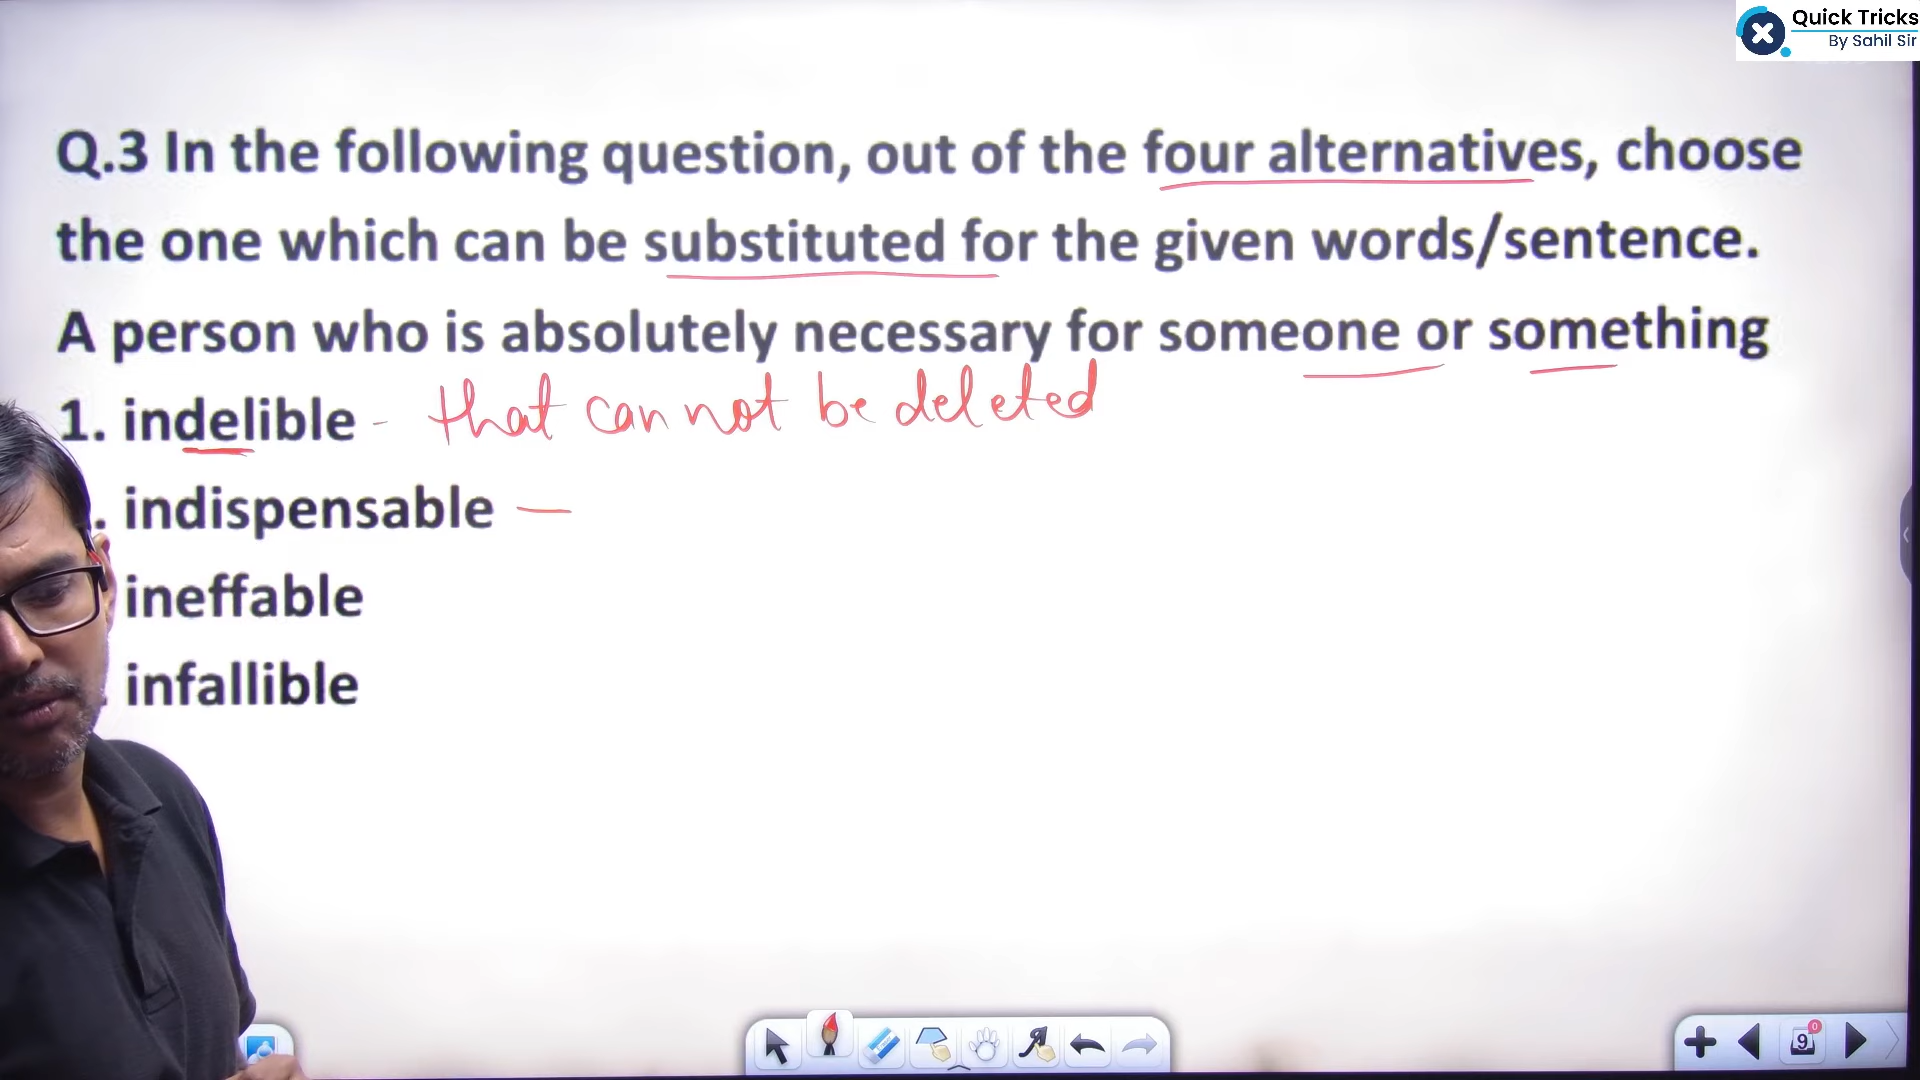 Quick Tricks
By Sahil Sir
Q.3 In the following question, out of the four alternatives, choose
the one which can be substituted for the given words/sentence.
A person who is absolutely necessary for someone or something
1. indelible - that can not be deleted
. indispensable —
ineffable
. infallible
9
0